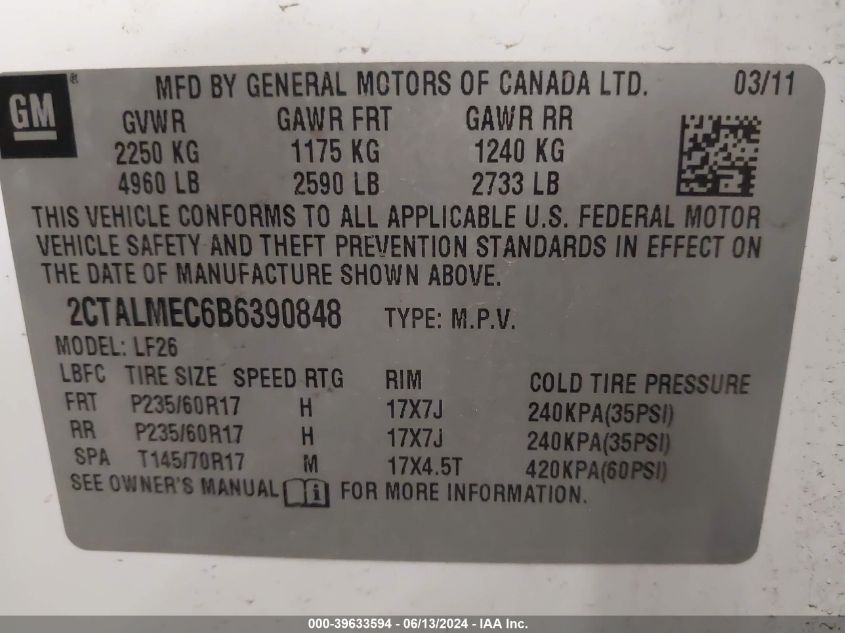 GM ® MFD BY GENERAL MOTORS OF CANADA LTD. 03/11
GVWR GAWR FRT GAWR RR
2250 KG 1175 KG 1240 KG
4960 LB 2590 LB 2733 LB
THIS VEHICLE CONFORMS TO ALL APPLICABLE U.S. FEDERAL MOTOR
VEHICLE SAFETY AND THEFT PREVENTION STANDARDS IN EFFECT ON
THE DATE OF MANUFACTURE SHOWN ABOVE.
2CTALMEC6B6390848 TYPE: M.P.V.
MODEL: LF26
LBFC TIRE SIZE SPEED RTG RIM COLD TIRE PRESSURE
FRT P235/60R17 H 17X7J 240KPA(35PSI)
RR P235/60R17 H 17X7J 240KPA(35PSI)
SPA T145/70R17 M 17X4.5T 420KPA(60PSI)
SEE OWNER'S MANUAL i FOR MORE INFORMATION.
000-39633594 - 06/13/2024 - IAA Inc.